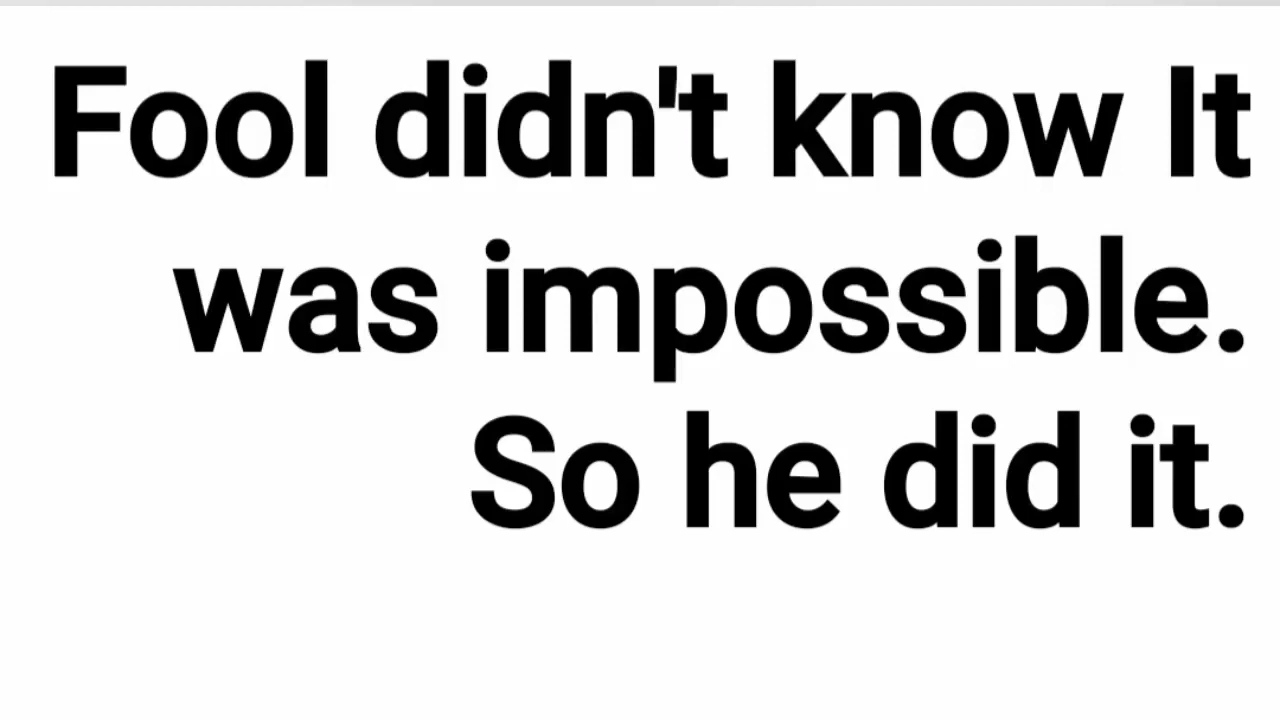 Fool didn't know It
was impossible.
So he did it.